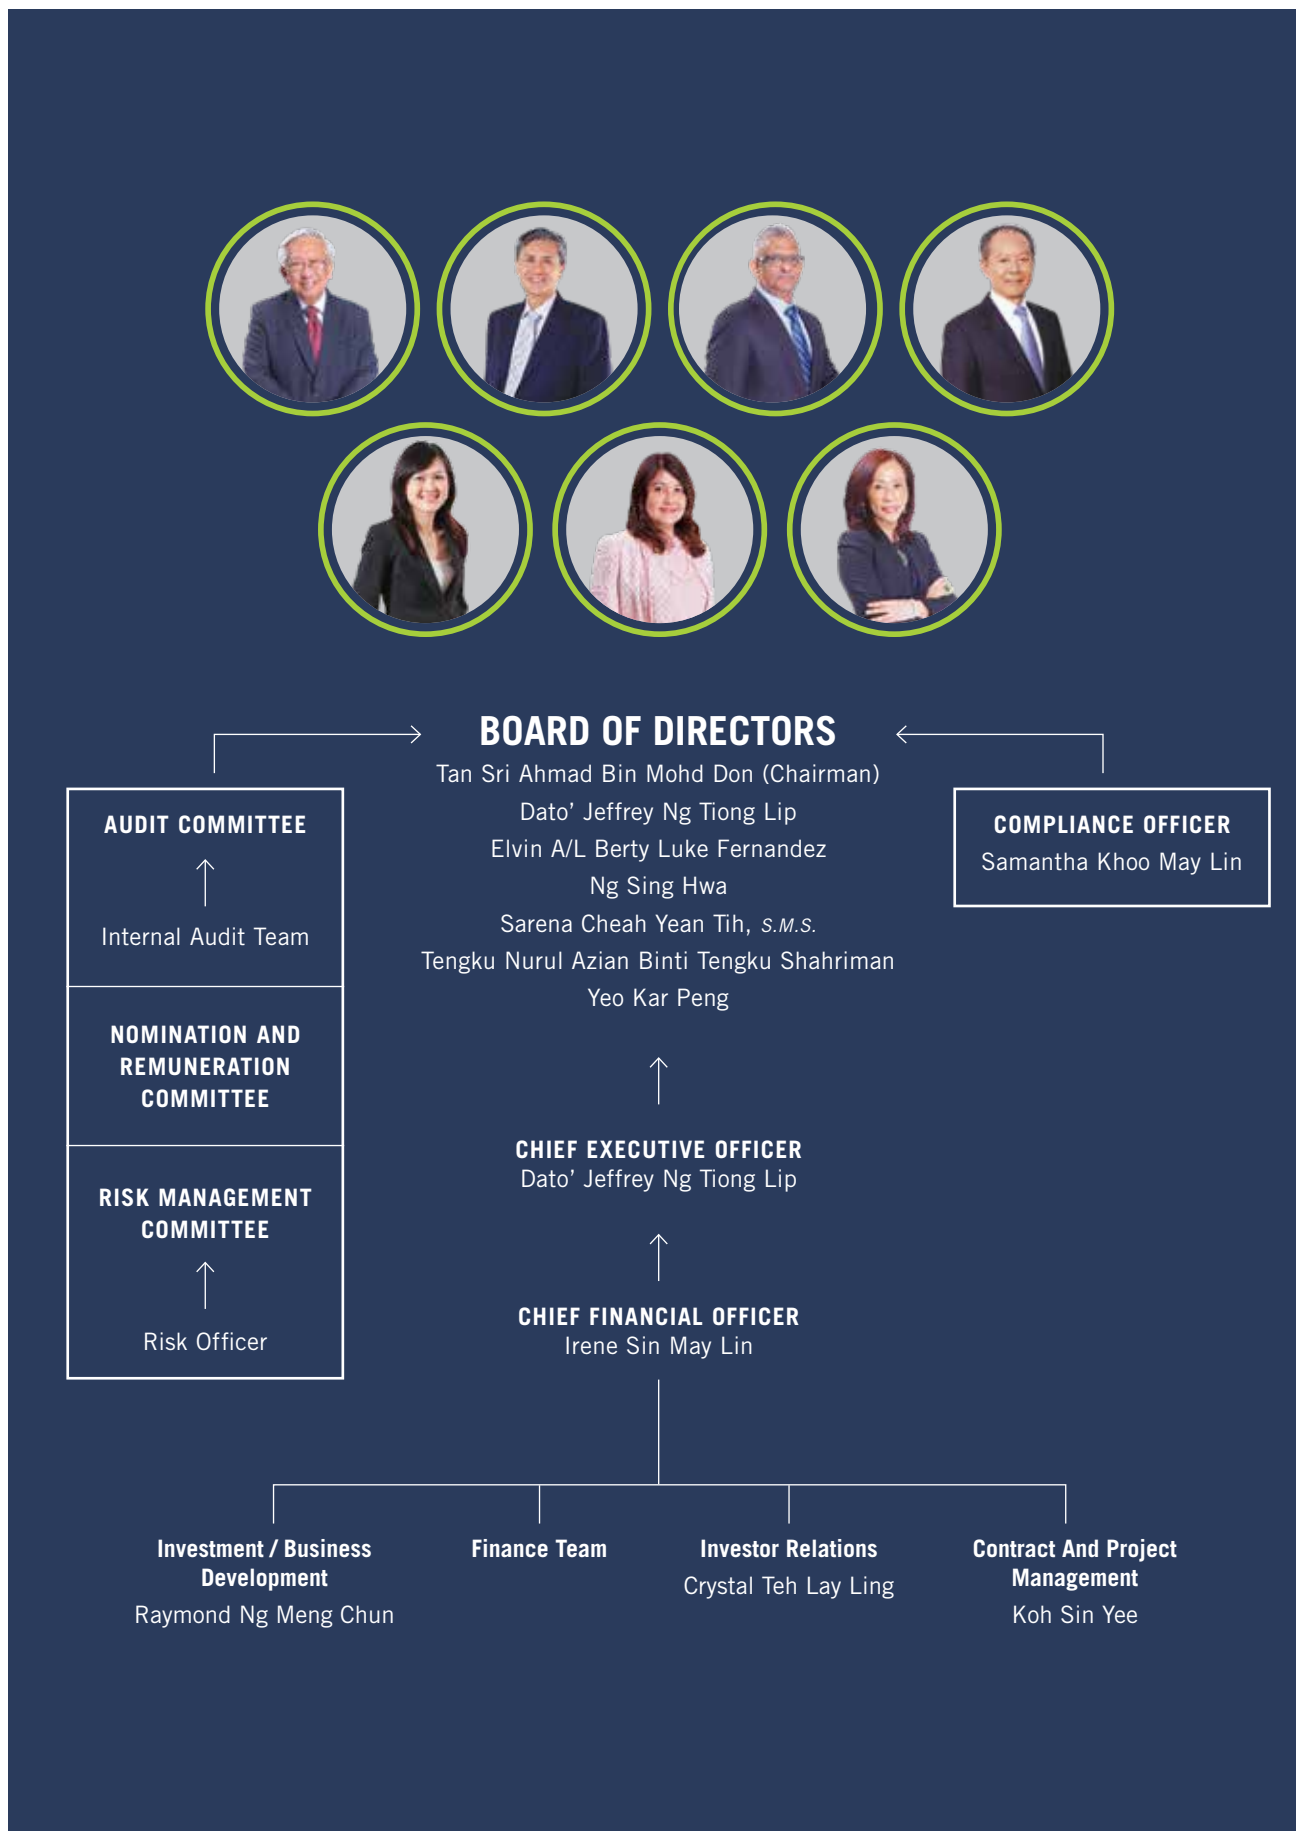 BOARD OF DIRECTORS
Tan Sri Ahmad Bin Mohd Don (Chairman)
Dato’ Jeffrey Ng Tiong Lip
Elvin A/L Berty Luke Fernandez
Ng Sing Hwa
Sarena Cheah Yean Tih, S.M.S.
Tengku Nurul Azian Binti Tengku Shahriman
Yeo Kar Peng
AUDIT COMMITTEE
Internal Audit Team
NOMINATION AND
REMUNERATION
COMMITTEE
RISK MANAGEMENT
COMMITTEE
Risk Officer
COMPLIANCE OFFICER
Samantha Khoo May Lin
CHIEF EXECUTIVE OFFICER
Dato’ Jeffrey Ng Tiong Lip
CHIEF FINANCIAL OFFICER
Irene Sin May Lin
Investment / Business
Development
Raymond Ng Meng Chun
Finance Team
Investor Relations
Crystal Teh Lay Ling
Contract And Project
Management
Koh Sin Yee